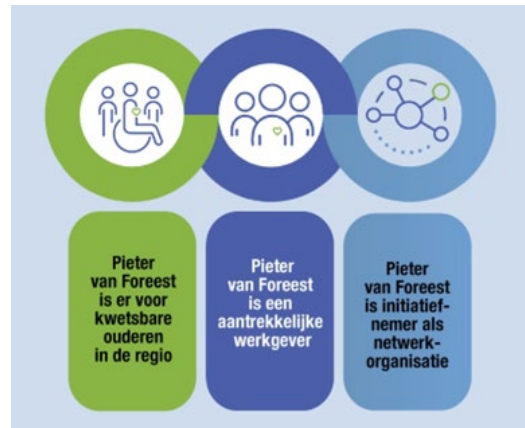 Pieter
van Foreest
is er voor
kwetsbare
ouderen
in de regio
Pieter
van Foreest
is een
aantrekkelijke
werkgever
Pieter
van Foreest
is initiatief-
nemer als
netwerk-
organisatie